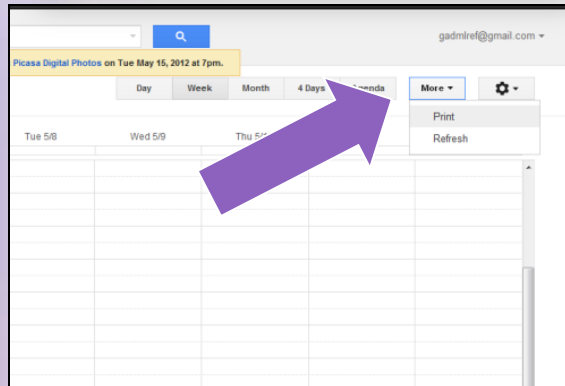 gadmlref@gmail.com
Picasa Digital Photos on Tue May 15, 2012 at 7pm.
Day Week Month 4 Days More
Print
Refresh
Tue 5/8 Wed 5/9 Thu